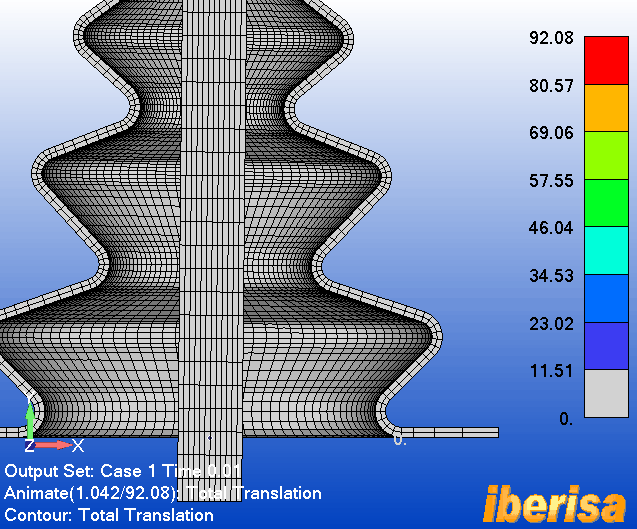 92.08
80.57
69.06
57.55
46.04
34.53
23.02
11.51
0.
Z X
0.
Output Set: Case 1 Time 0.01
Animate(1.042/92.08): Total Translation
Contour: Total Translation
iberisa